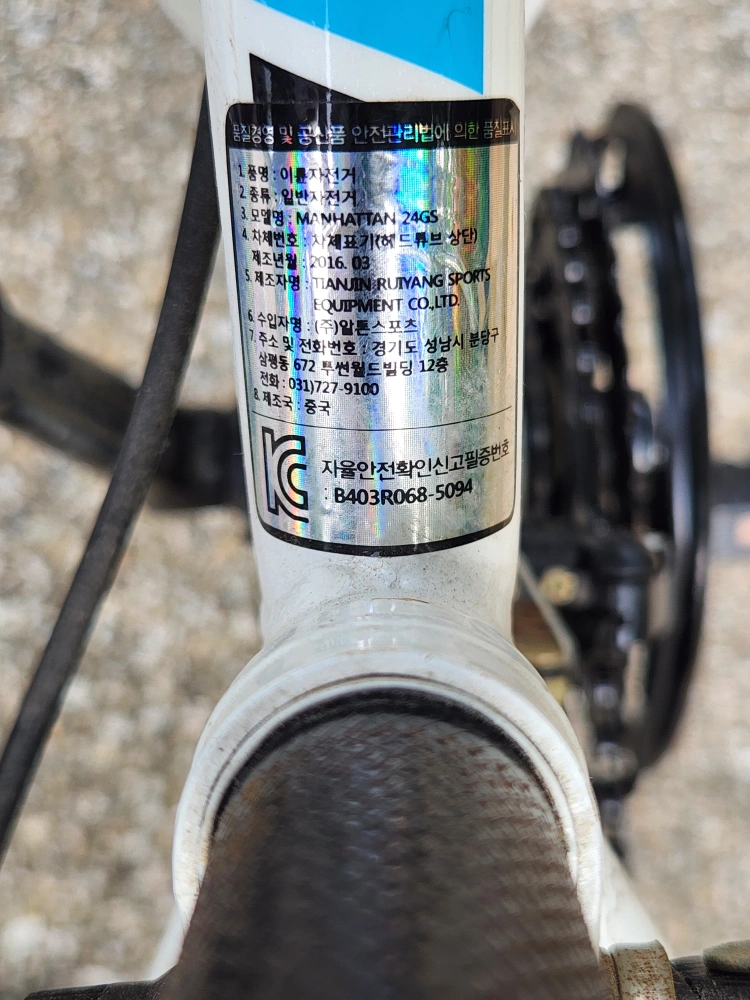 품질경영 및 공산품 안전관리법에 의한 품질표시
1. 품명 : 이륜자전거
2. 종류 : 일반자전거
3. 모델명 : MANHATTAN 24GS
4. 차체번호 : 차체표기(헤드튜브 상단)
제조년월 : 2016. 03
5. 제조자명 : TIANJIN RUIYANG SPORTS
EQUIPMENT CO.,LTD.
6. 수입자명 : (주)알톤스포츠
7. 주소 및 전화번호 : 경기도 성남시 분당구
삼평동 672 투썬월드빌딩 12층
전화 : 031)727-9100
8. 제조국 : 중국
자율안전확인신고필증번호
: B403R068-5094